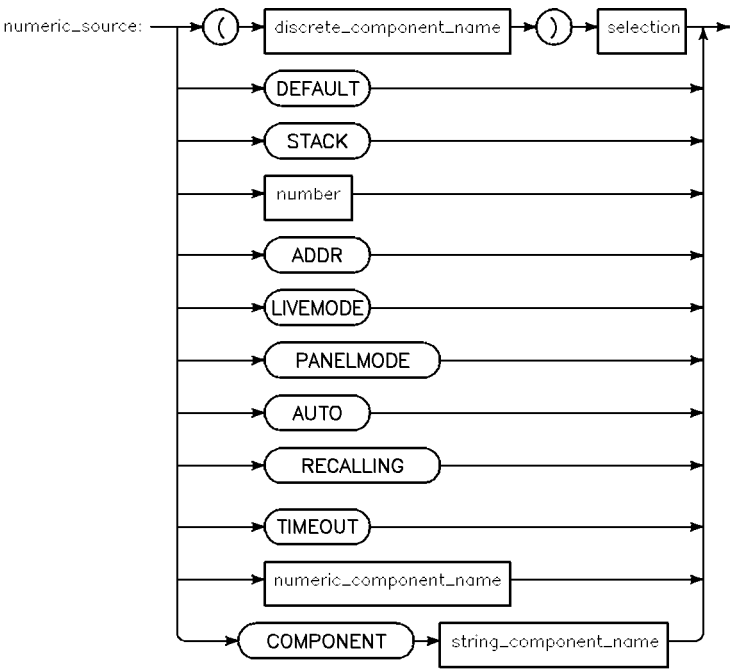 numeric_source: ( discrete_component_name ) selection
DEFAULT
STACK
number
ADDR
LIVEMODE
PANELMODE
AUTO
RECALLING
TIMEOUT
numeric_component_name
COMPONENT string_component_name